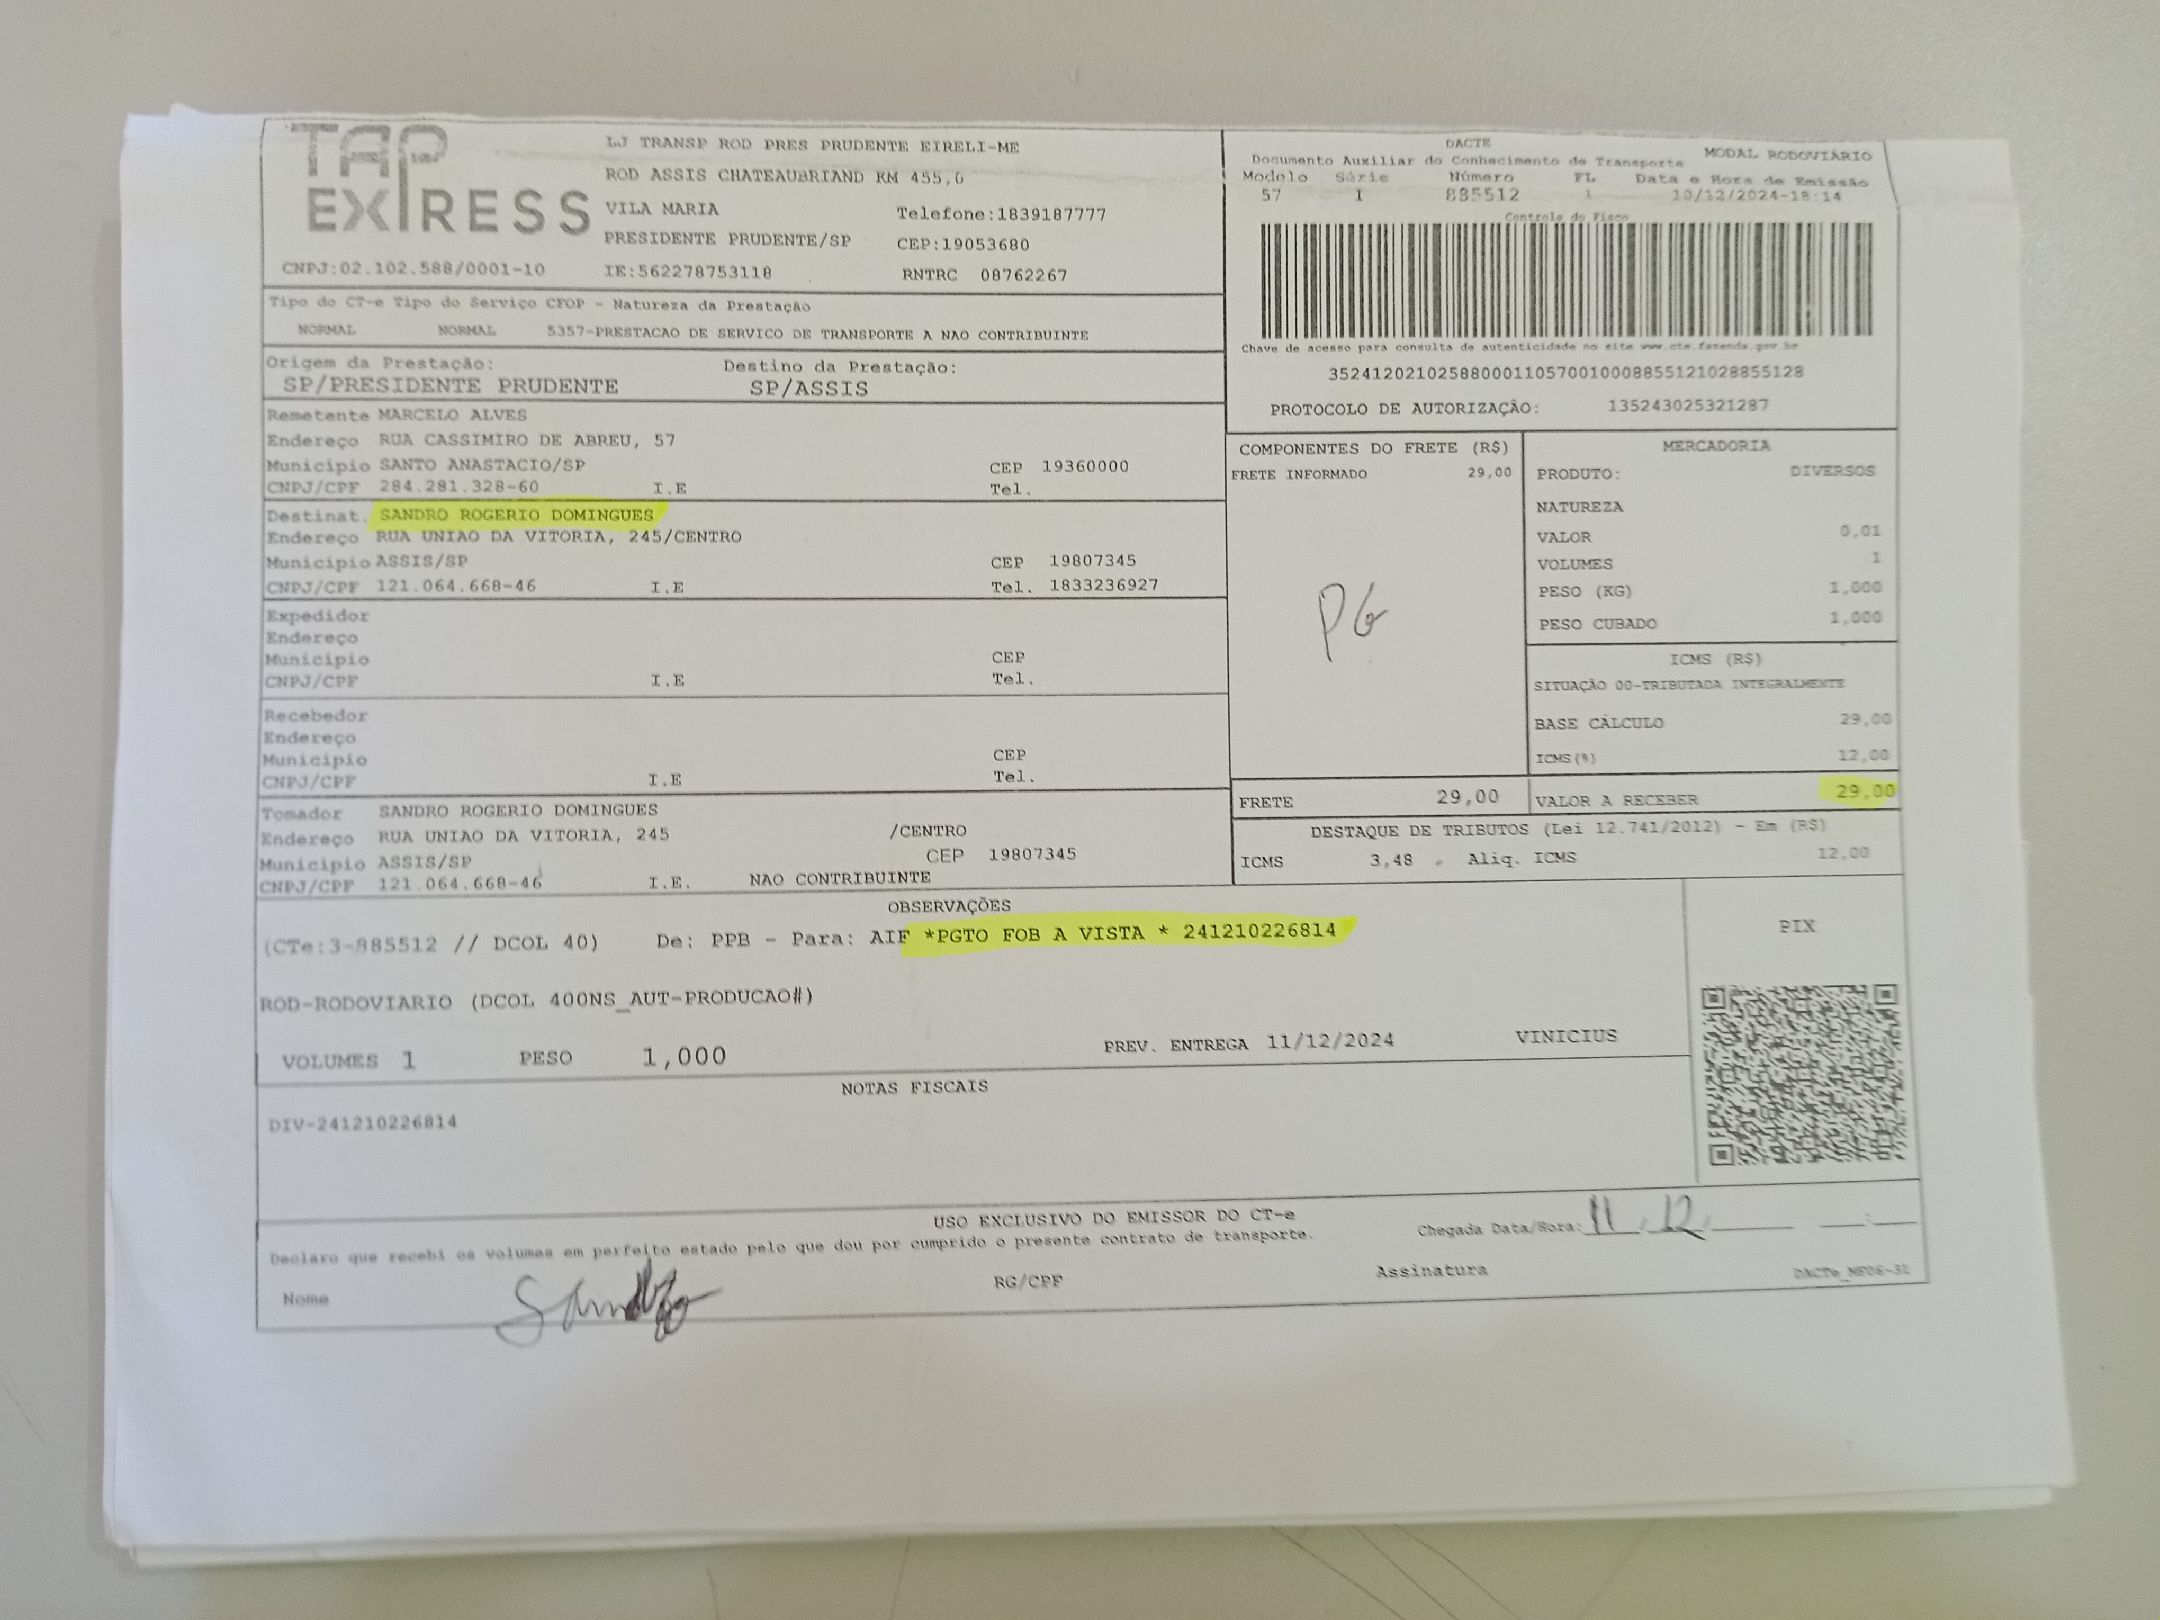 TAP
EXPRESS
CNPJ:02.102.588/0001-10
LJ TRANSP ROD PRES PRUDENTE EIRELI-ME
ROD ASSIS CHATEAUBRIAND KM 455,0
VILA MARIA Telefone:1839187777
PRESIDENTE PRUDENTE/SP CEP:19053680
IE:562278753118 RNTRC 08762267
DACTE
Documento Auxiliar do Conhecimento de Transporte MODAL RODOVIÁRIO
Modelo Série Número FL Data e Hora de Emissão
57 1 885512 1 10/12/2024-18:14
Controle do Fisco
Chave de acesso para consulta de autenticidade no site www.cte.fazenda.gov.br
35241202102588000110570010008855121028855128
PROTOCOLO DE AUTORIZAÇÃO: 135243025321287
Tipo do CT-e Tipo do Serviço CFOP - Natureza da Prestação
NORMAL NORMAL 5357-PRESTACAO DE SERVICO DE TRANSPORTE A NAO CONTRIBUINTE
Origem da Prestação: Destino da Prestação:
SP/PRESIDENTE PRUDENTE SP/ASSIS
Remetente MARCELO ALVES
Endereço RUA CASSIMIRO DE ABREU, 57
Município SANTO ANASTACIO/SP CEP 19360000
CNPJ/CPF 284.281.328-60 I.E Tel.
Destinat. SANDRO ROGERIO DOMINGUES
Endereço RUA UNIAO DA VITORIA, 245/CENTRO
Município ASSIS/SP CEP 19807345
CNPJ/CPF 121.064.668-46 I.E Tel. 1833236927
Expedidor
Endereço
Município CEP
CNPJ/CPF I.E Tel.
Recebedor
Endereço
Município CEP
CNPJ/CPF I.E Tel.
Tomador SANDRO ROGERIO DOMINGUES
Endereço RUA UNIAO DA VITORIA, 245 /CENTRO
Município ASSIS/SP CEP 19807345
CNPJ/CPF 121.064.668-46 I.E. NAO CONTRIBUINTE
COMPONENTES DO FRETE (R$)
FRETE INFORMADO 29,00
PG
MERCADORIA
PRODUTO: DIVERSOS
NATUREZA
VALOR 0,01
VOLUMES 1
PESO (KG) 1,000
PESO CUBADO 1,000
ICMS (R$)
SITUAÇÃO 00-TRIBUTADA INTEGRALMENTE
BASE CÁLCULO 29,00
ICMS(%) 12,00
FRETE 29,00 VALOR A RECEBER 29,00
DESTAQUE DE TRIBUTOS (Lei 12.741/2012) - Em (R$)
ICMS 3,48 . Aliq. ICMS 12,00
OBSERVAÇÕES
(CTe:3-885512 // DCOL 40) De: PPB - Para: AIF *PGTO FOB A VISTA * 241210226814
ROD-RODOVIARIO (DCOL 400NS_AUT-PRODUCAO#)
VOLUMES 1 PESO 1,000 PREV. ENTREGA 11/12/2024 VINICIUS
PIX
NOTAS FISCAIS
DIV-241210226814
USO EXCLUSIVO DO EMISSOR DO CT-e
Declaro que recebi os volumes em perfeito estado pelo que dou por cumprido o presente contrato de transporte.
Chegada Data/Hora: 11.12.
Nome RG/CPF Assinatura
DACTe_MF06-32